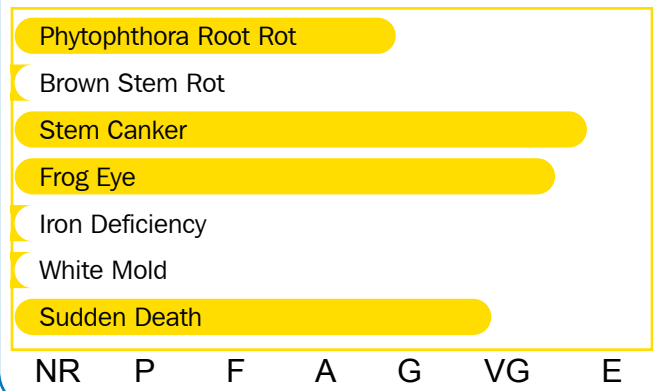 Phytophthora Root Rot
Brown Stem Rot
Stem Canker
Frog Eye
Iron Deficiency
White Mold
Sudden Death
NR P F A G VG E